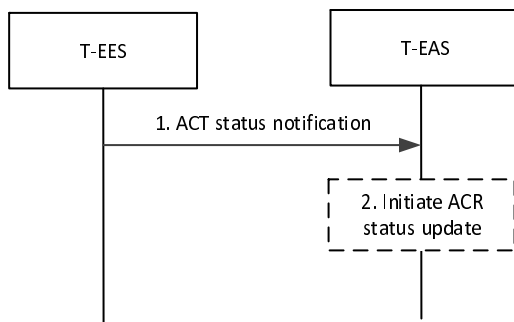 T-EES
T-EAS
1. ACT status notification
2. Initiate ACR
status update